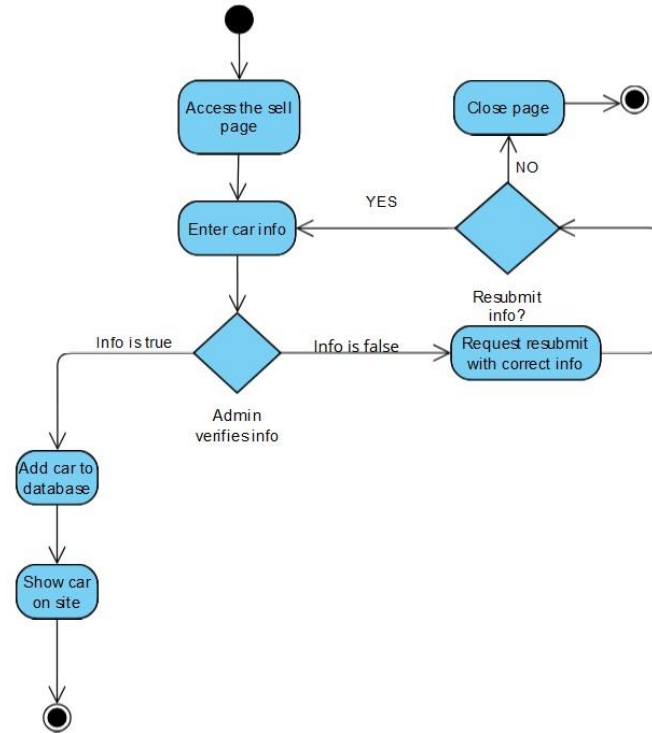 Access the sell
page
Close page
NO
YES
Enter car info
Resubmit
info?
Info is true
Info is false
Request resubmit
with correct info
Admin
verifies info
Add car to
database
Show car
on site